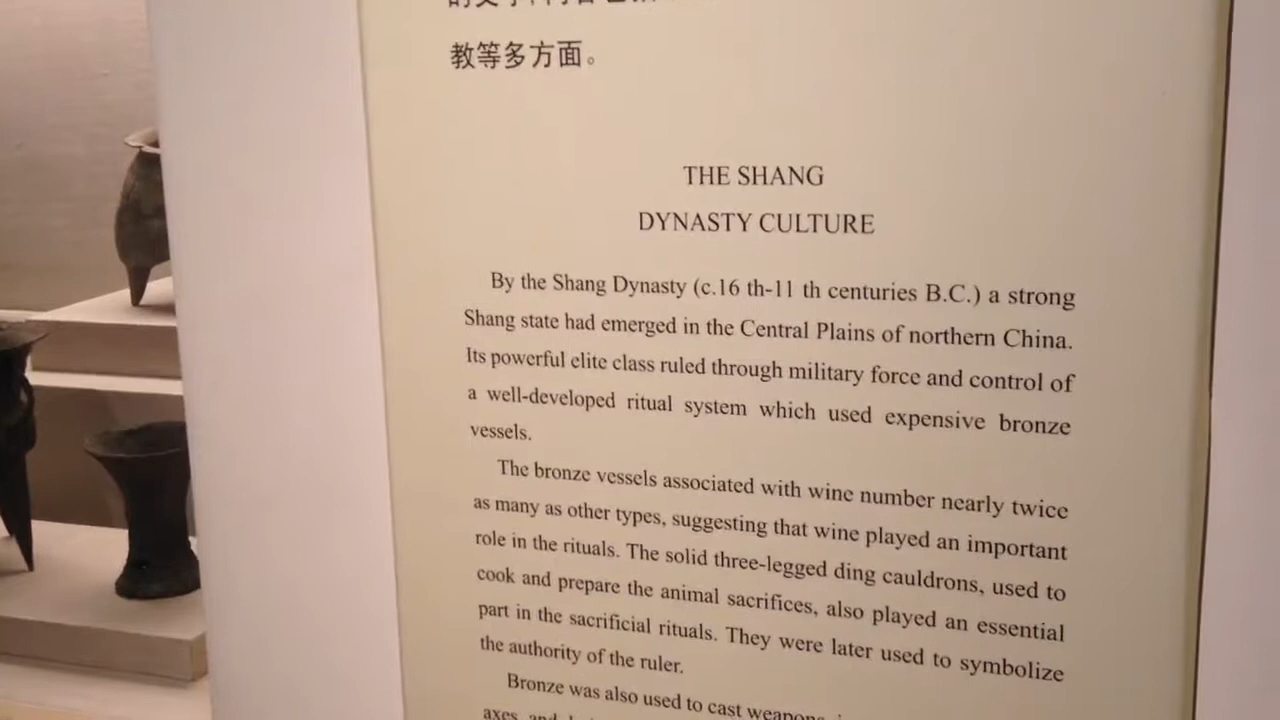 教等多方面。
THE SHANG
DYNASTY CULTURE
By the Shang Dynasty (c.16 th-11 th centuries B.C.) a strong
Shang state had emerged in the Central Plains of northern China.
Its powerful elite class ruled through military force and control of
a well-developed ritual system which used expensive bronze
vessels.
The bronze vessels associated with wine number nearly twice
as many as other types, suggesting that wine played an important
role in the rituals. The solid three-legged ding cauldrons, used to
cook and prepare the animal sacrifices, also played an essential
part in the sacrificial rituals. They were later used to symbolize
the authority of the ruler.
Bronze was also used to cast weapons,
axes, and